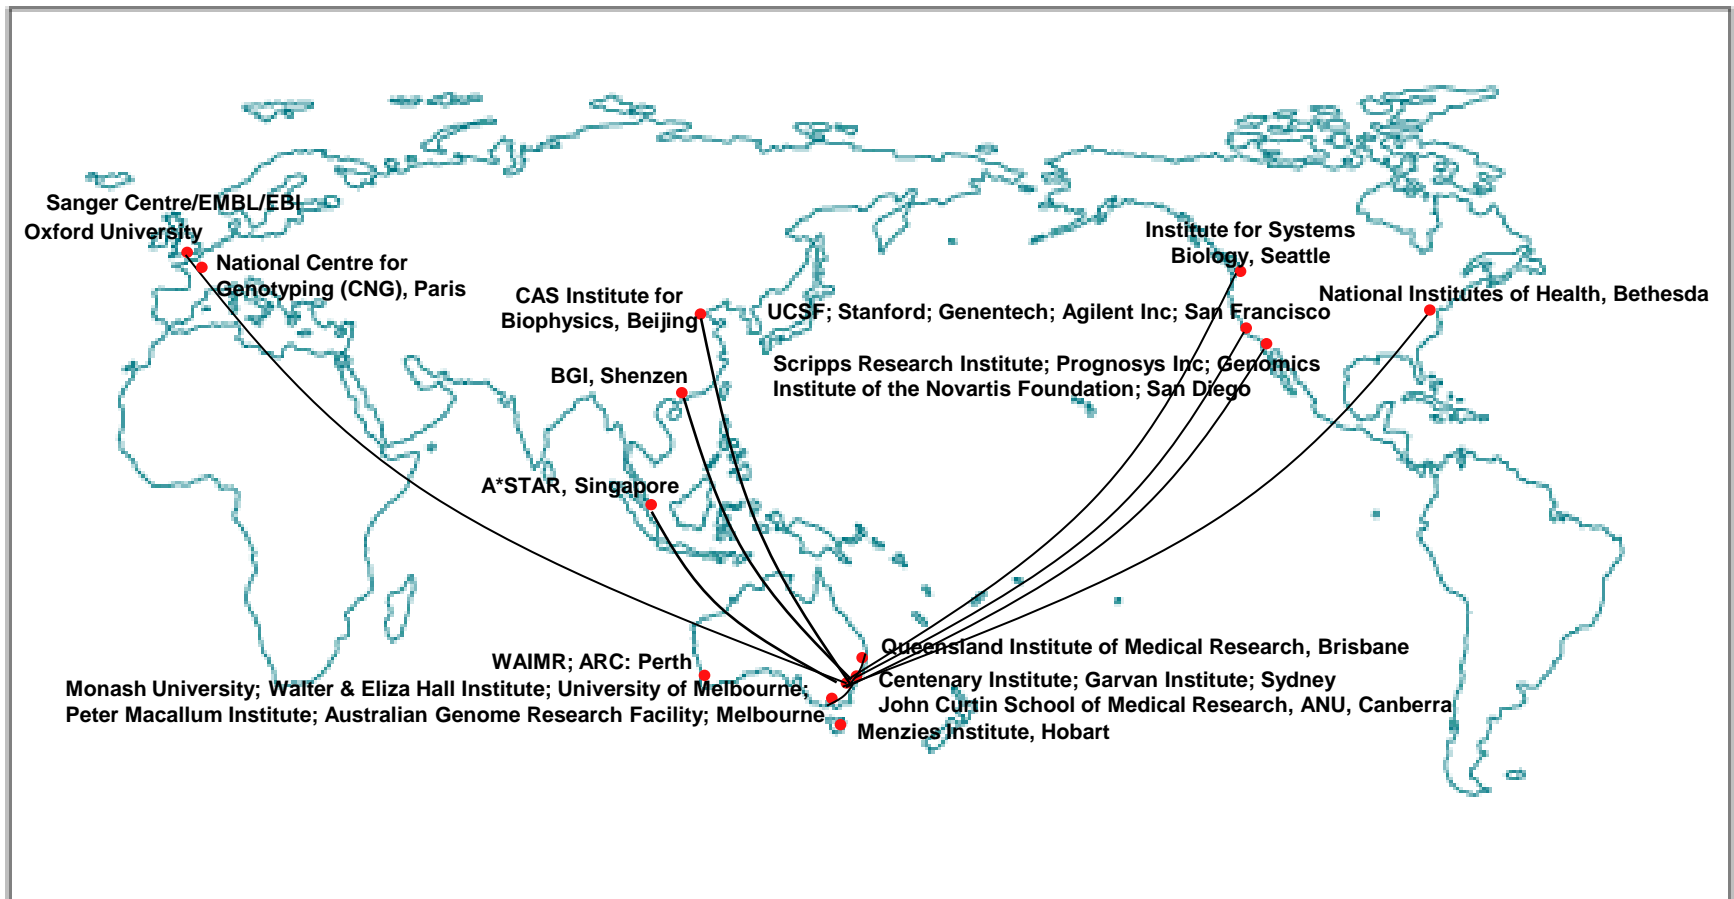 Sanger Centre/EMBL/EBI
Oxford University
National Centre for
Genotyping (CNG), Paris
CAS Institute for
Biophysics, Beijing
BGI, Shenzen
A*STAR, Singapore
Institute for Systems
Biology, Seattle
National Institutes of Health, Bethesda
UCSF; Stanford; Genentech; Agilent Inc; San Francisco
Scripps Research Institute; Prognosys Inc; Genomics
Institute of the Novartis Foundation; San Diego
Queensland Institute of Medical Research, Brisbane
WAIMR; ARC: Perth
Monash University; Walter & Eliza Hall Institute; University of Melbourne;
Peter Macallum Institute; Australian Genome Research Facility; Melbourne
Centenary Institute; Garvan Institute; Sydney
John Curtin School of Medical Research, ANU, Canberra
Menzies Institute, Hobart